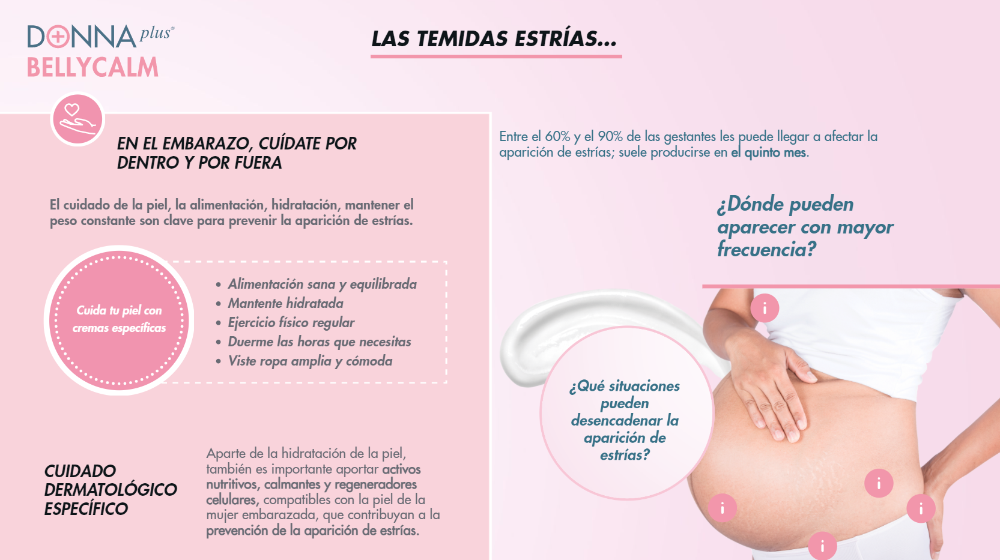 DONNA plus®
BELLYCALM
LAS TEMIDAS ESTRÍAS...
EN EL EMBARAZO, CUÍDATE POR
DENTRO Y POR FUERA
El cuidado de la piel, la alimentación, hidratación, mantener el
peso constante son clave para prevenir la aparición de estrías.
Cuida tu piel con
cremas específicas
• Alimentación sana y equilibrada
• Mantente hidratada
• Ejercicio físico regular
• Duerme las horas que necesitas
• Viste ropa amplia y cómoda
CUIDADO
DERMATOLÓGICO
ESPECÍFICO
Aparte de la hidratación de la piel,
también es importante aportar activos
nutritivos, calmantes y regeneradores
celulares, compatibles con la piel de la
mujer embarazada, que contribuyan a la
prevención de la aparición de estrías.
Entre el 60% y el 90% de las gestantes les puede llegar a afectar la
aparición de estrías; suele producirse en el quinto mes.
¿Dónde pueden
aparecer con mayor
frecuencia?
¿Qué situaciones
pueden
desencadenar la
aparición de
estrías?
i
i
i
i
i